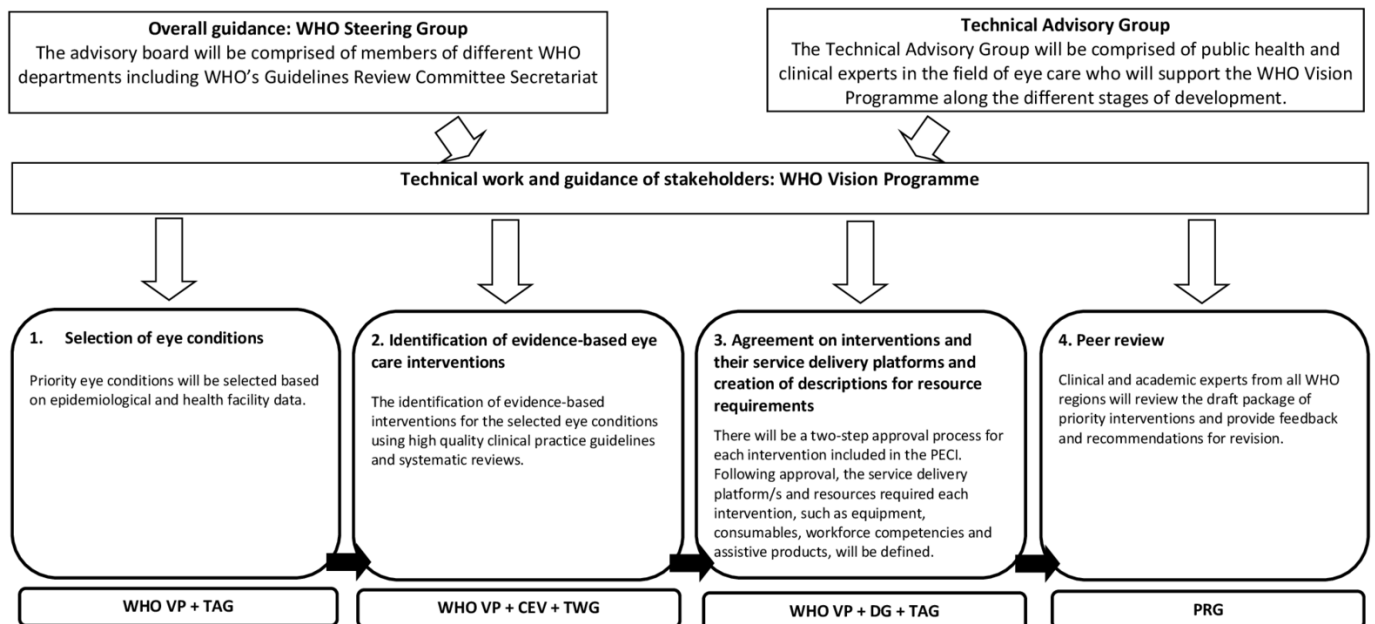 Overall guidance: WHO Steering Group
The advisory board will be comprised of members of different WHO
departments including WHO's Guidelines Review Committee Secretariat
Technical Advisory Group
The Technical Advisory Group will be comprised of public health and
clinical experts in the field of eye care who will support the WHO Vision
Programme along the different stages of development.
Technical work and guidance of stakeholders: WHO Vision Programme
1. Selection of eye conditions
Priority eye conditions will be selected based
on epidemiological and health facility data.
2. Identification of evidence-based eye
care interventions
The identification of evidence-based
interventions for the selected eye conditions
using high quality clinical practice guidelines
and systematic reviews.
3. Agreement on interventions and
their service delivery platforms and
creation of descriptions for resource
requirements
There will be a two-step approval process for
each intervention included in the PECI.
Following approval, the service delivery
platform/s and resources required each
intervention, such as equipment,
consumables, workforce competencies and
assistive products, will be defined.
4. Peer review
Clinical and academic experts from all WHO
regions will review the draft package of
priority interventions and provide feedback
and recommendations for revision.
WHO VP + TAG
WHO VP + CEV + TWG
WHO VP + DG + TAG
PRG